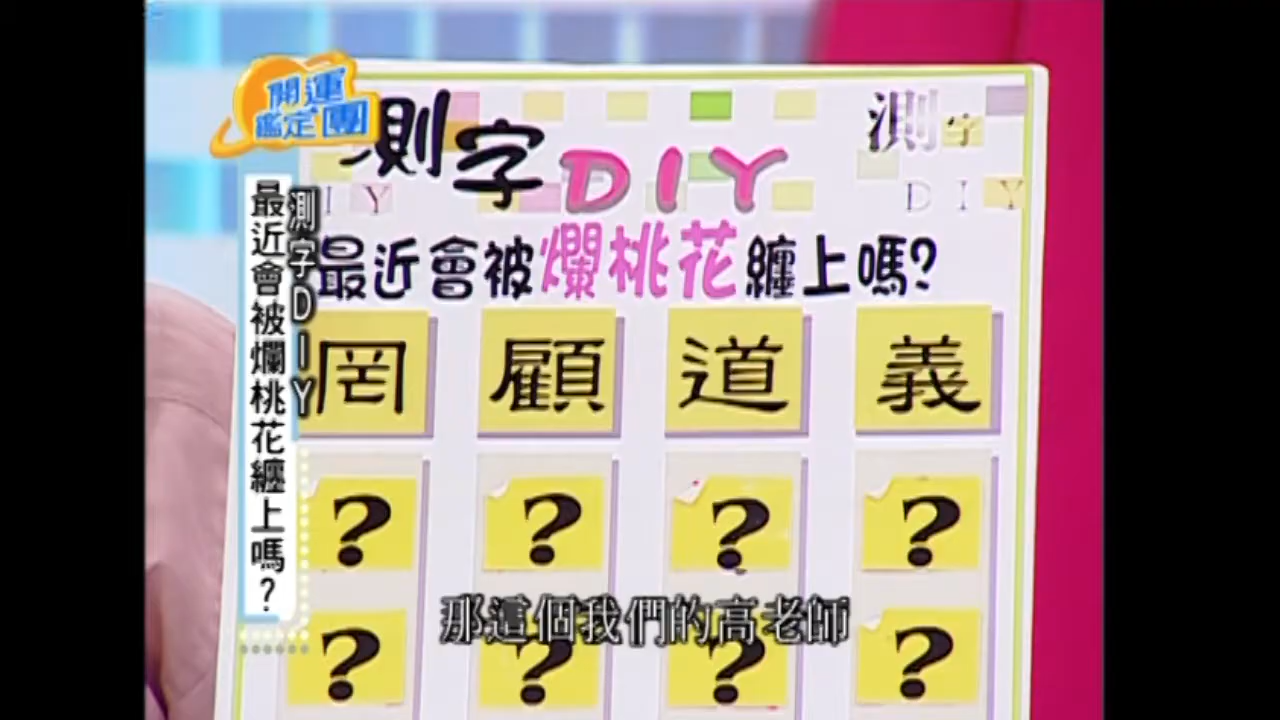 開運
鑑定團
測字DIY
測字
DIY
IY
最近會被爛桃花纏上嗎?
罔 顧 道 義
? ? ? ?
? ? ? ?
測字DIY
最近會被爛桃花纏上嗎?
那這個我們的高老師